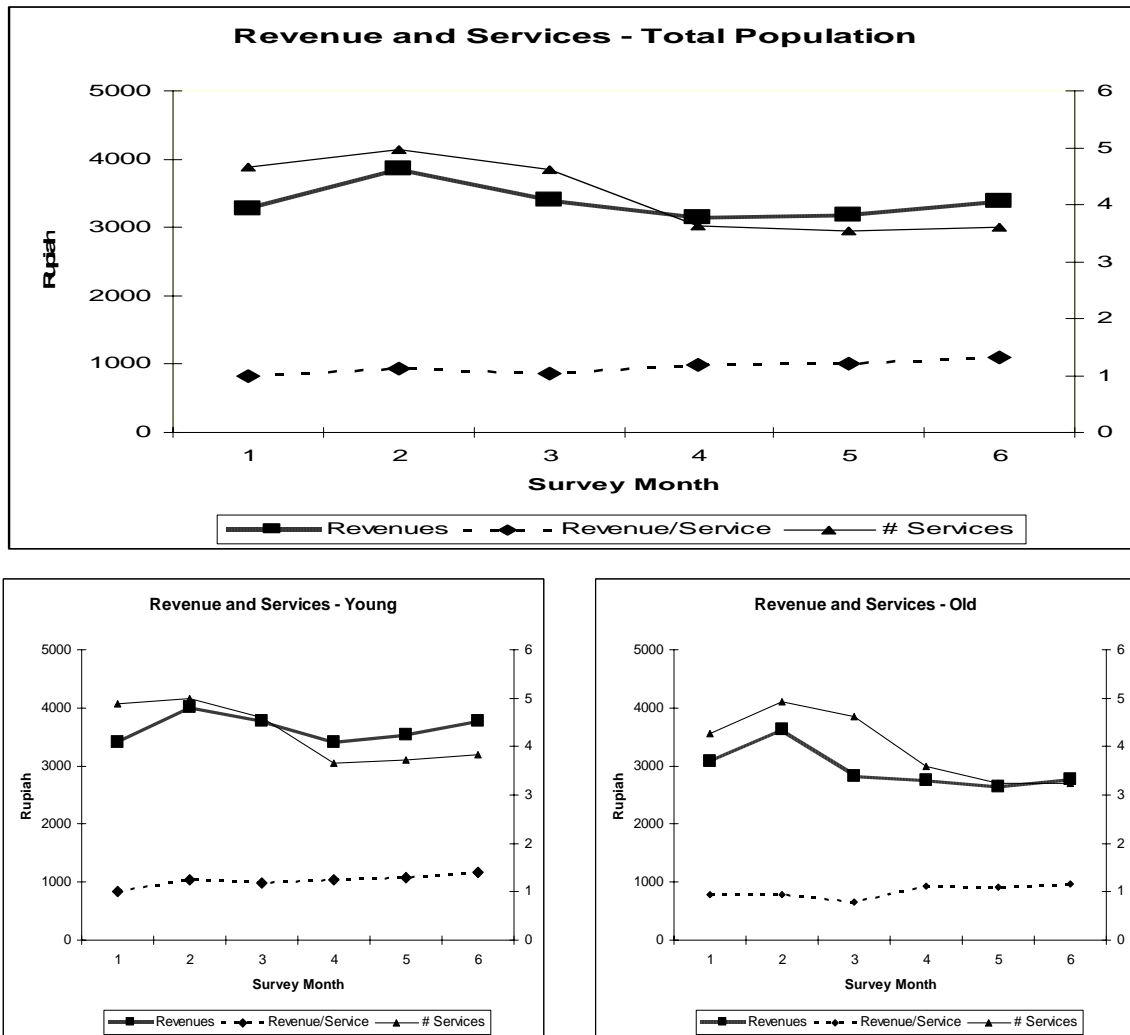 Revenue and Services - Total Population
5000
4000
3000
2000
1000
0
Rupiah
6
5
4
3
2
1
0
1 2 3 4 5 6
Survey Month
Revenues Revenue/Service # Services
Revenue and Services - Young
5000
4000
3000
2000
1000
0
Rupiah
6
5
4
3
2
1
0
1 2 3 4 5 6
Survey Month
Revenues Revenue/Service # Services
Revenue and Services - Old
5000
4000
3000
2000
1000
0
Rupiah
6
5
4
3
2
1
0
1 2 3 4 5 6
Survey Month
Revenues Revenue/Service # Services